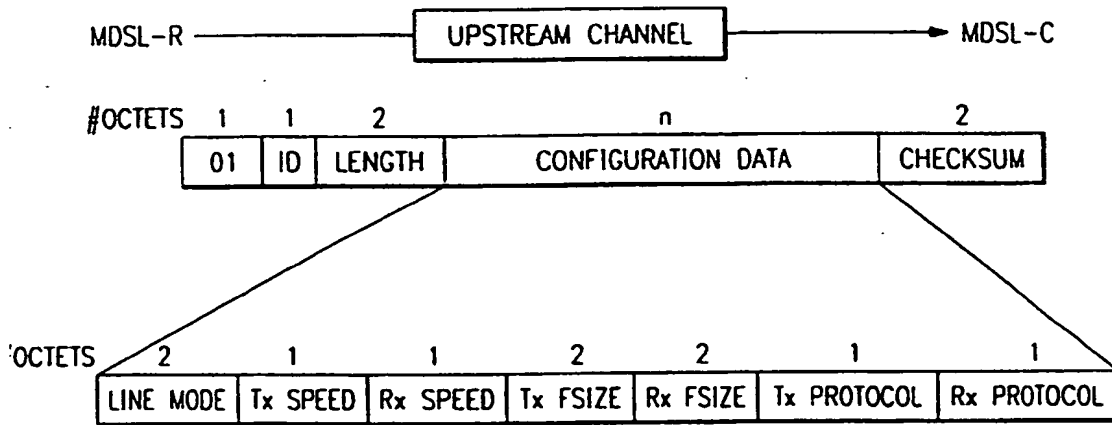 MDSL-R UPSTREAM CHANNEL MDSL-C
#OCTETS 1 1 2 n 2
01 ID LENGTH CONFIGURATION DATA CHECKSUM
OCTETS 2 1 1 2 2 1 1
LINE MODE Tx SPEED Rx SPEED Tx FSIZE Rx FSIZE Tx PROTOCOL Rx PROTOCOL